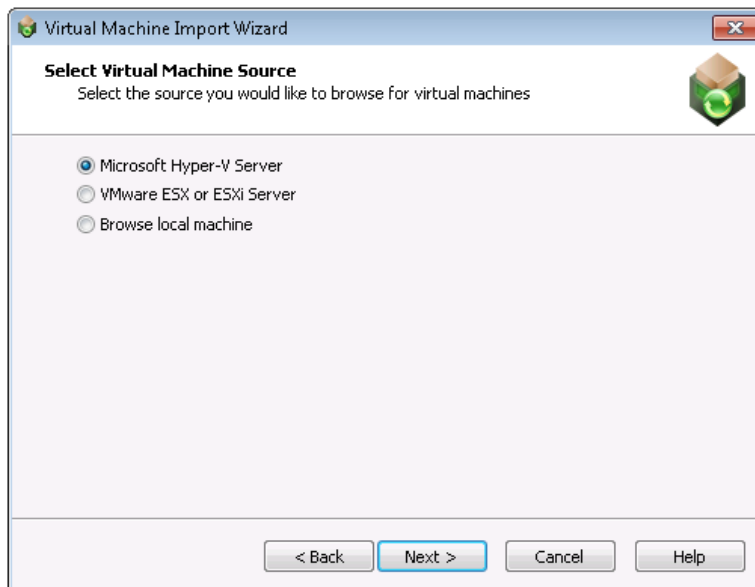 Virtual Machine Import Wizard
Select Virtual Machine Source
Select the source you would like to browse for virtual machines
Microsoft Hyper-V Server
VMware ESX or ESXi Server
Browse local machine
< Back
Next >
Cancel
Help